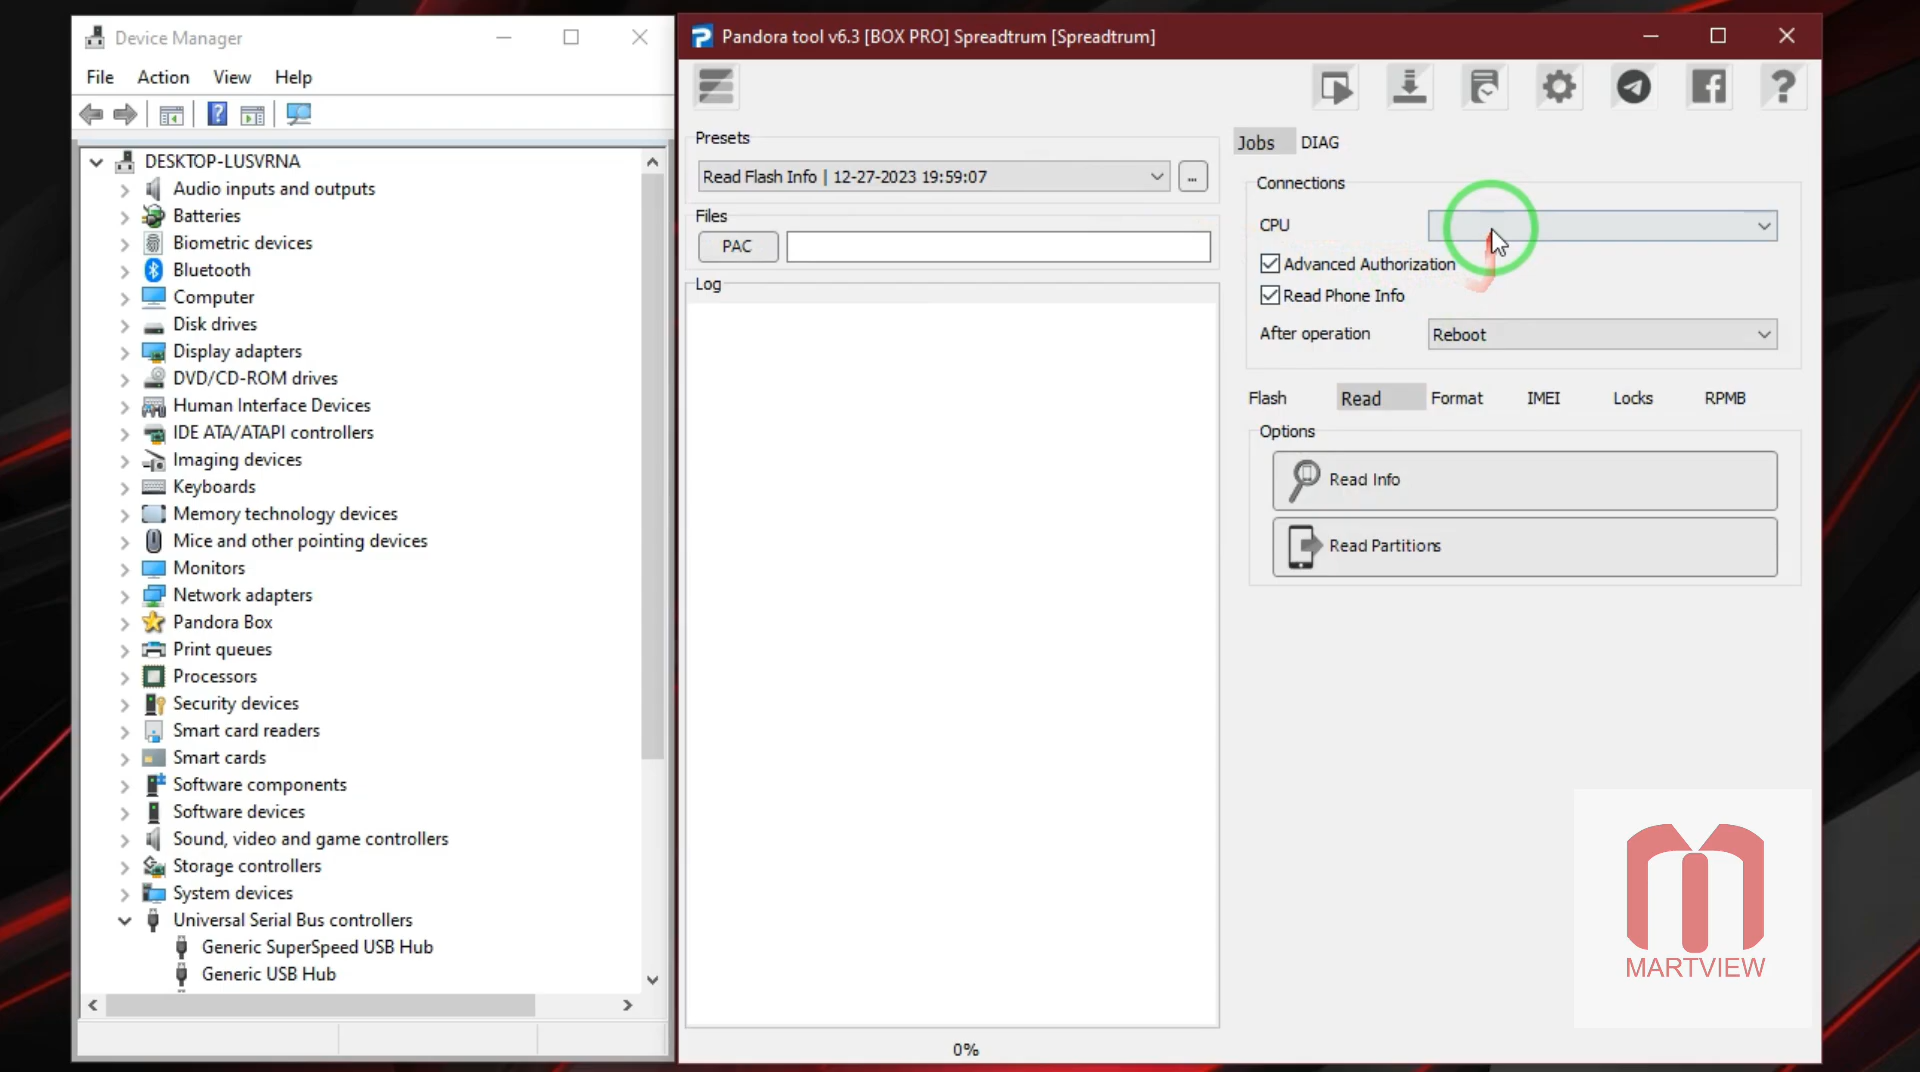 Device Manager
File Action View Help
DESKTOP-LUSVRNA
Audio inputs and outputs
Batteries
Biometric devices
Bluetooth
Computer
Disk drives
Display adapters
DVD/CD-ROM drives
Human Interface Devices
IDE ATA/ATAPI controllers
Imaging devices
Keyboards
Memory technology devices
Mice and other pointing devices
Monitors
Network adapters
Pandora Box
Print queues
Processors
Security devices
Smart card readers
Smart cards
Software components
Software devices
Sound, video and game controllers
Storage controllers
System devices
Universal Serial Bus controllers
Generic SuperSpeed USB Hub
Generic USB Hub
Pandora tool v6.3 [BOX PRO] Spreadtrum [Spreadtrum]
Presets
Read Flash Info | 12-27-2023 19:59:07
...
Files
PAC
Log
0%
Jobs DIAG
Connections
CPU
Advanced Authorization
Read Phone Info
After operation Reboot
Flash Read Format IMEI Locks RPMB
Options
Read Info
Read Partitions
MARTVIEW